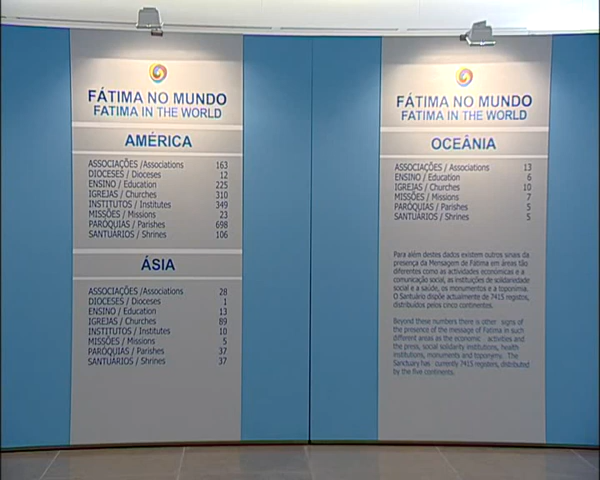 FÁTIMA NO MUNDO
FATIMA IN THE WORLD
AMÉRICA
ASSOCIAÇÕES /Associations 163
DIOCESES / Dioceses 12
ENSINO / Education 225
IGREJAS / Churches 310
INSTITUTOS / Institutes 349
MISSÕES / Missions 23
PARÓQUIAS / Parishes 698
SANTUÁRIOS / Shrines 106
ÁSIA
ASSOCIAÇÕES /Associations 28
DIOCESES / Dioceses 1
ENSINO / Education 13
IGREJAS / Churches 89
INSTITUTOS / Institutes 10
MISSÕES / Missions 5
PARÓQUIAS / Parishes 37
SANTUÁRIOS / Shrines 37
FÁTIMA NO MUNDO
FATIMA IN THE WORLD
OCEÂNIA
ASSOCIAÇÕES / Associations 13
ENSINO / Education 6
IGREJAS / Churches 10
MISSÕES / Missions 7
PARÓQUIAS / Parishes 5
SANTUÁRIOS / Shrines 5
Para além destes dados existem outros sinais da
presença da Mensagem de Fátima em áreas tão
diferentes como as actividades económicas e a
comunicação social, as instituições de solidariedade
social e a saúde, os monumentos e a toponímia.
O Santuário dispõe actualmente de 7415 registos,
distribuídos pelos cinco continentes.
Beyond these numbers there is other signs of
the presence of the message of Fatima in such
different areas as the economic activities and
the press, social solidarity institutions, health
institutions, monuments and toponymy. The
Sanctuary has currently 7415 registers, distributed
by the five continents.